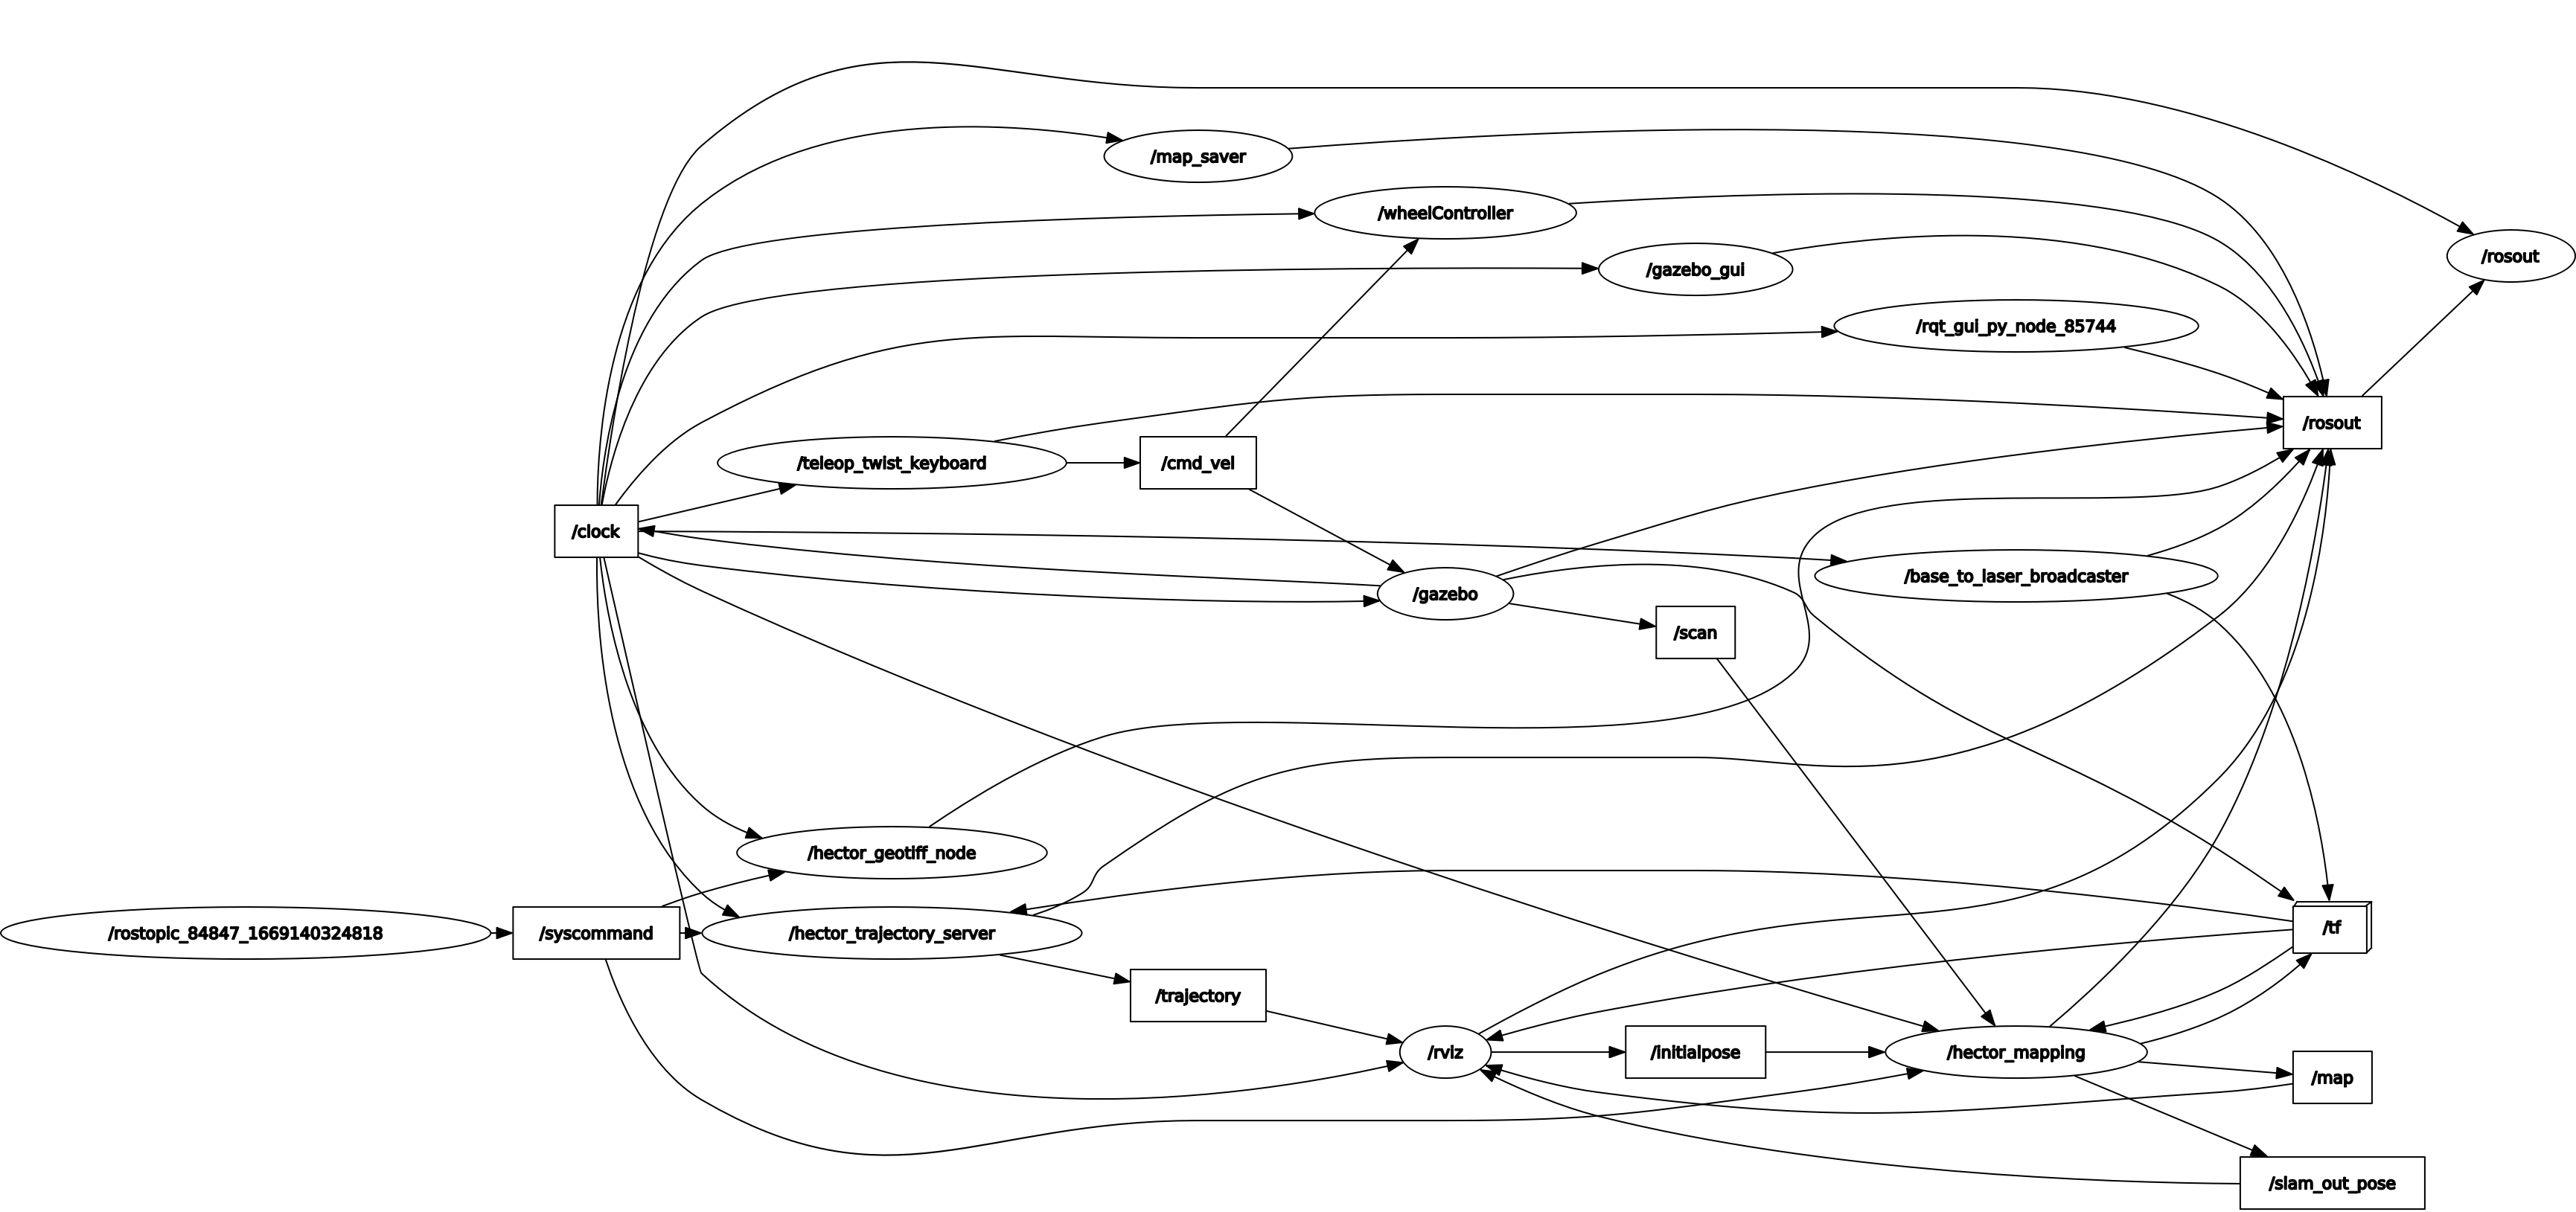 /map_saver
/wheelController
/rosout
/gazebo_gui
/rqt_gui_py_node_85744
/rosout
/teleop_twist_keyboard
/cmd_vel
/clock
/base_to_laser_broadcaster
/gazebo
/scan
/hector_geotiff_node
/tf
/rostopic_84847_1669140324818
/syscommand
/hector_trajectory_server
/trajectory
/rviz
/initialpose
/hector_mapping
/map
/slam_out_pose